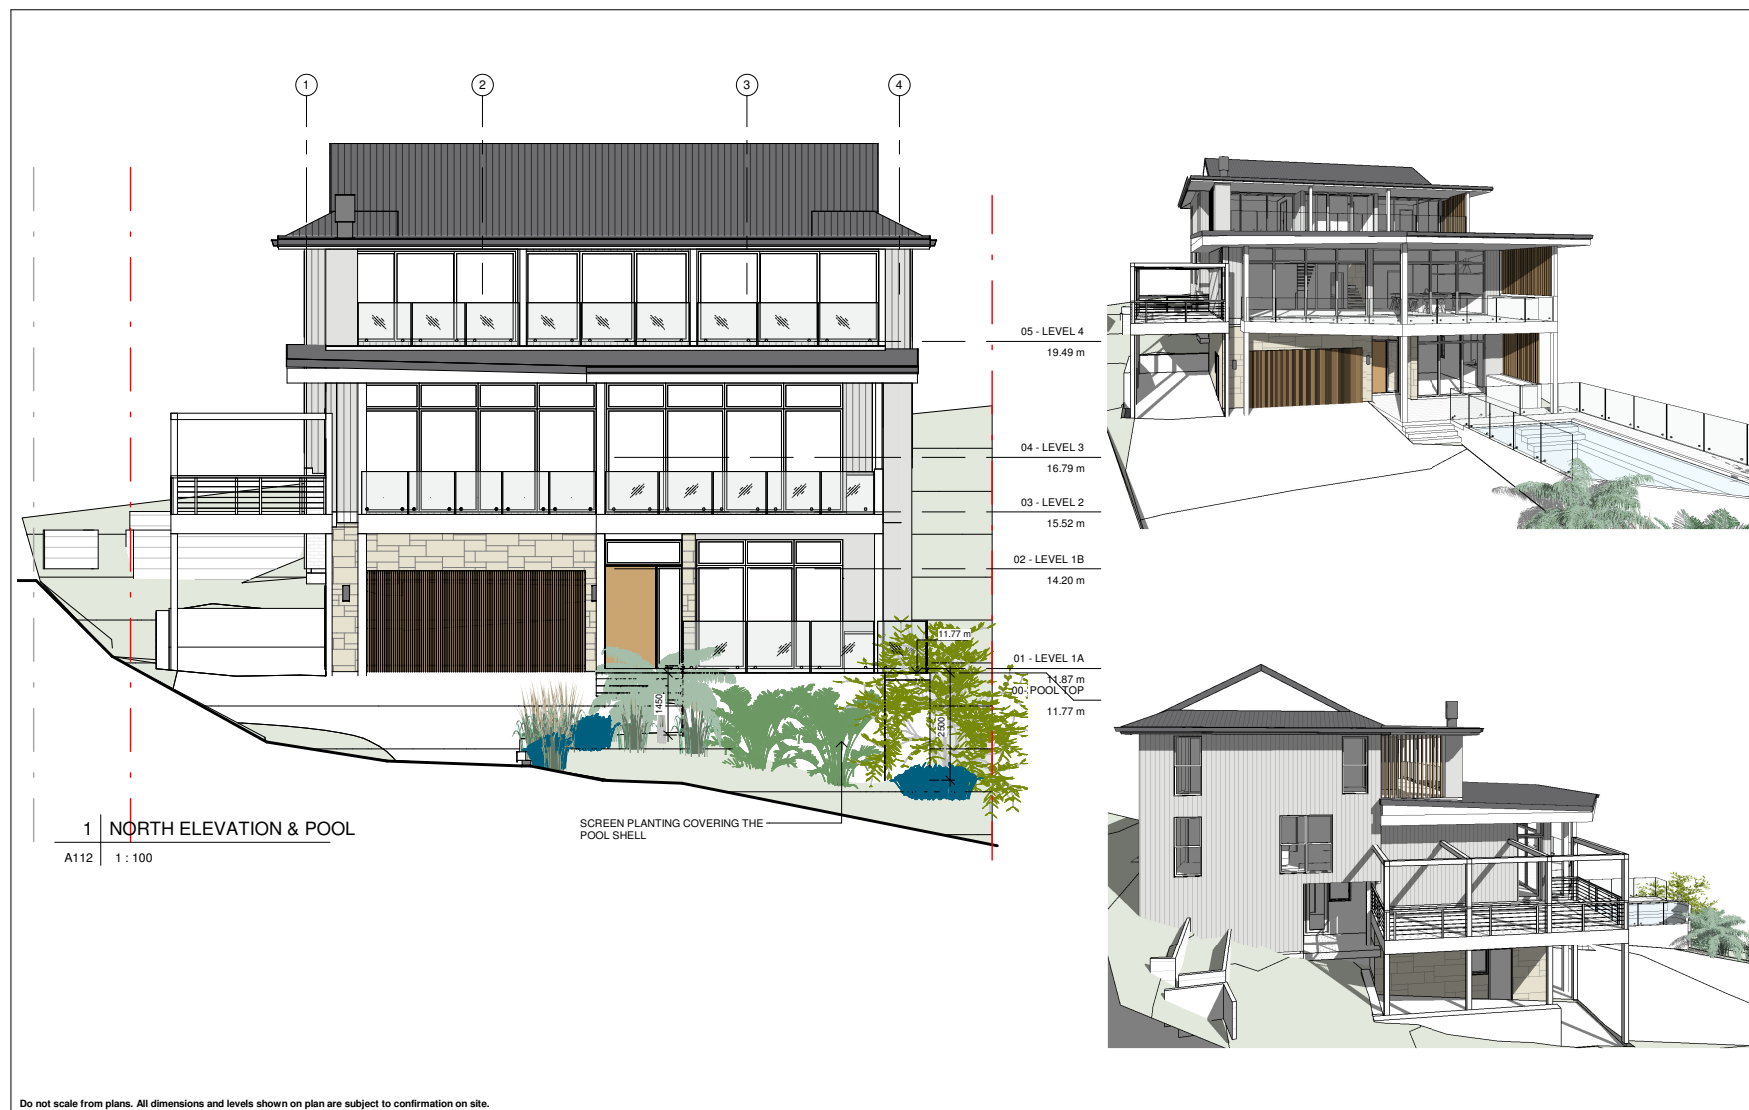 1
2
3
4
05 - LEVEL 4
19.49 m
04 - LEVEL 3
16.79 m
03 - LEVEL 2
15.52 m
02 - LEVEL 1B
14.20 m
11.77 m
01 - LEVEL 1A
11.87 m
00- POOL TOP
11.77 m
1450
2500
SCREEN PLANTING COVERING THE
POOL SHELL
1 NORTH ELEVATION & POOL
A112 1 : 100
Do not scale from plans. All dimensions and levels shown on plan are subject to confirmation on site.